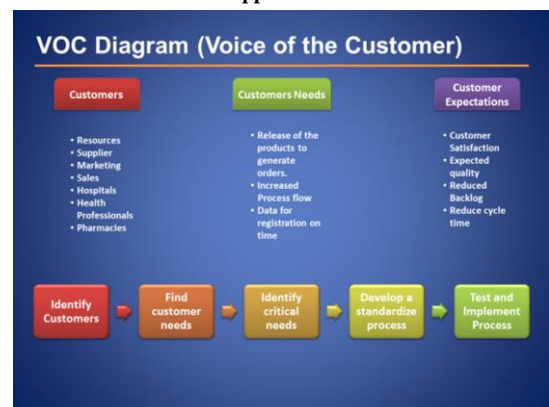 VOC Diagram (Voice of the Customer)
Customers
• Resources
• Supplier
• Marketing
• Sales
• Hospitals
• Health
Professionals
• Pharmacies
Customers Needs
• Release of the
products to
generate
orders.
• Increased
Process flow
• Data for
registration on
time
Customer
Expectations
• Customer
Satisfaction
• Expected
quality
• Reduced
Backlog
• Reduce cycle
time
Identify
Customers
Find
customer
needs
Identify
critical
needs
Develop a
standardize
process
Test and
Implement
Process